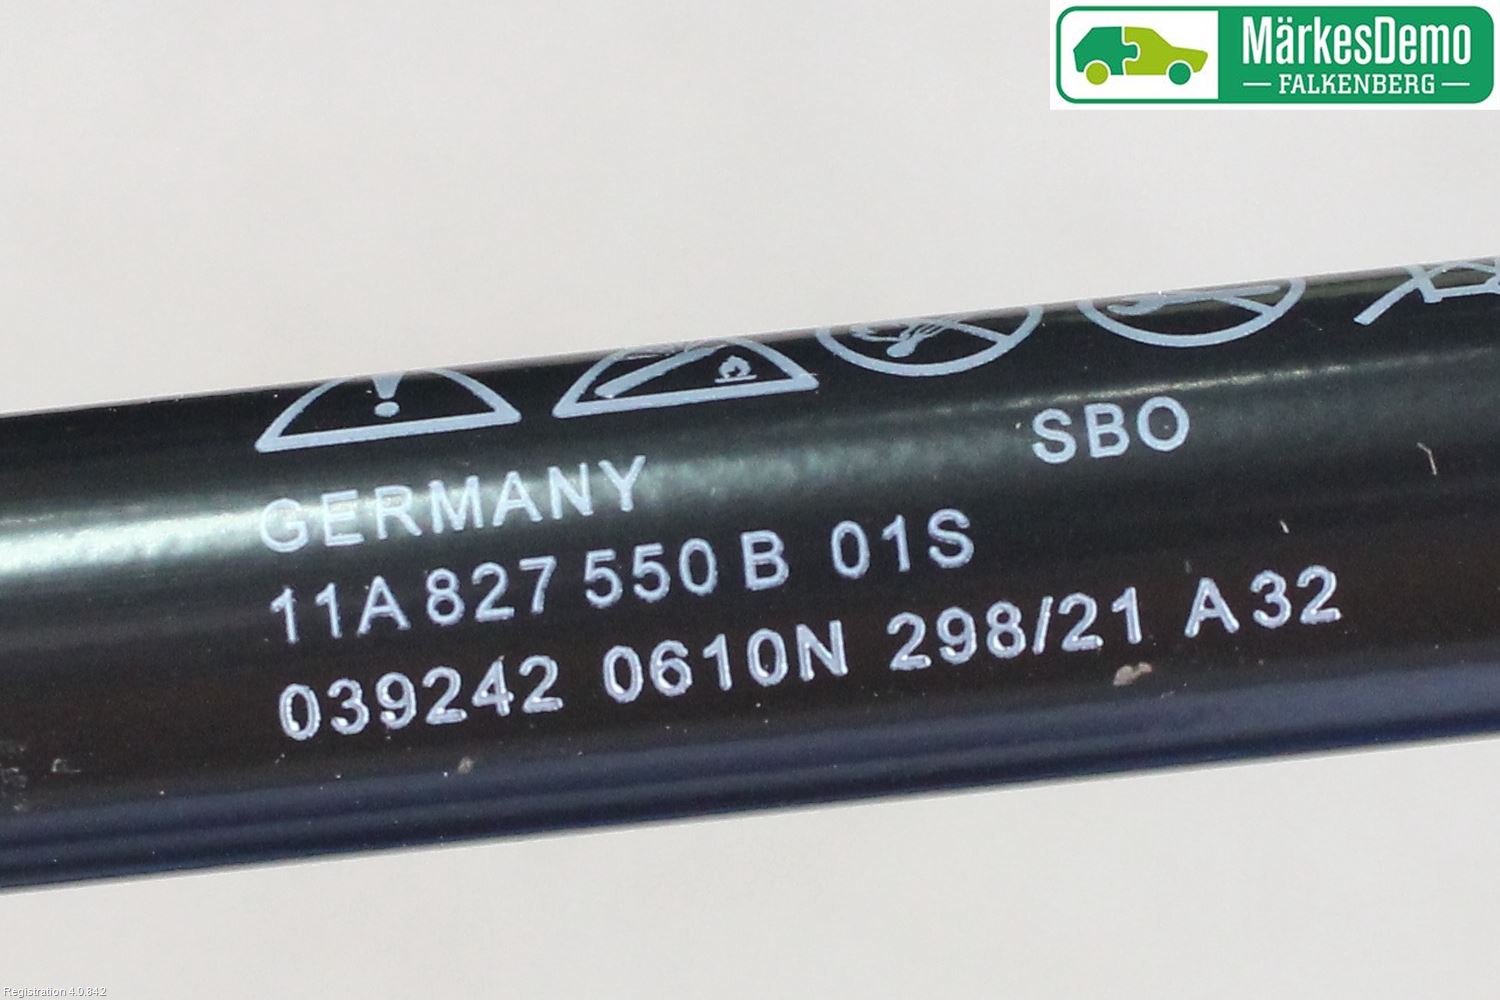 MärkesDemo
FALKENBERG
SBO
GERMANY
11A 827 550 B 01S
039242 0610N 298/21 A32
Registration 4.0.842